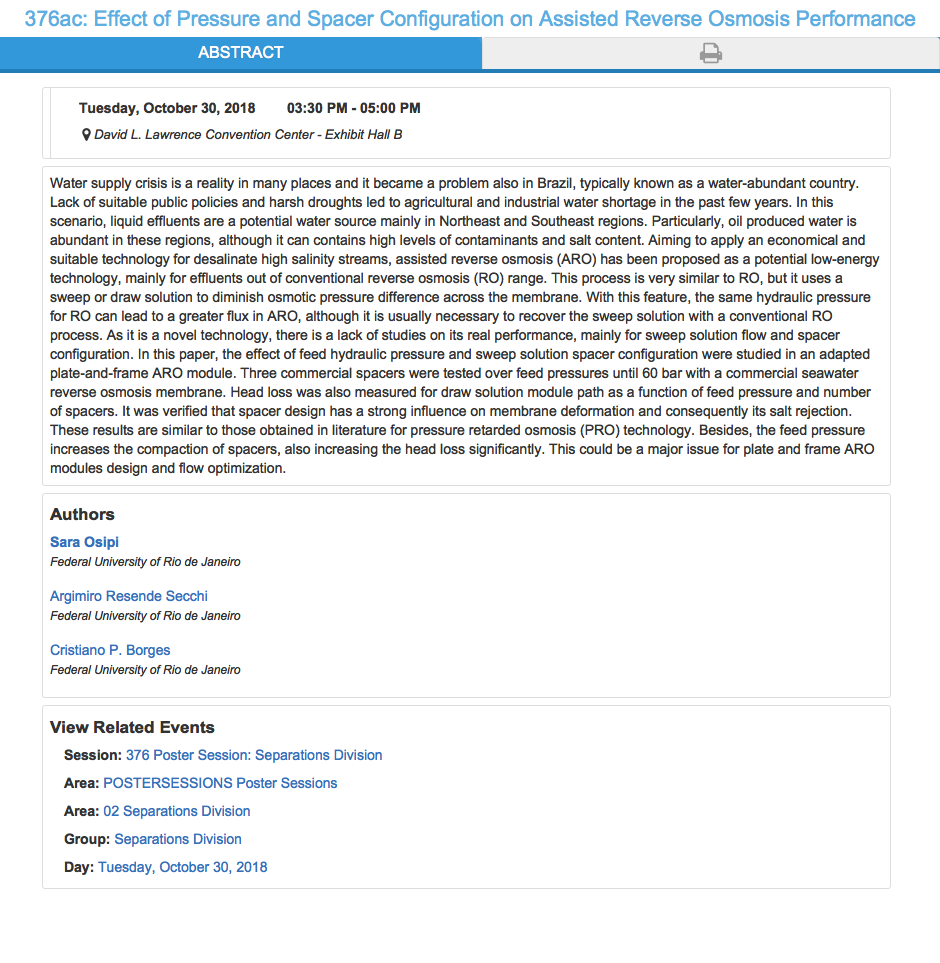 376ac: Effect of Pressure and Spacer Configuration on Assisted Reverse Osmosis Performance
ABSTRACT
Tuesday, October 30, 2018 03:30 PM - 05:00 PM
David L. Lawrence Convention Center - Exhibit Hall B
Water supply crisis is a reality in many places and it became a problem also in Brazil, typically known as a water-abundant country.
Lack of suitable public policies and harsh droughts led to agricultural and industrial water shortage in the past few years. In this
scenario, liquid effluents are a potential water source mainly in Northeast and Southeast regions. Particularly, oil produced water is
abundant in these regions, although it can contains high levels of contaminants and salt content. Aiming to apply an economical and
suitable technology for desalinate high salinity streams, assisted reverse osmosis (ARO) has been proposed as a potential low-energy
technology, mainly for effluents out of conventional reverse osmosis (RO) range. This process is very similar to RO, but it uses a
sweep or draw solution to diminish osmotic pressure difference across the membrane. With this feature, the same hydraulic pressure
for RO can lead to a greater flux in ARO, although it is usually necessary to recover the sweep solution with a conventional RO
process. As it is a novel technology, there is a lack of studies on its real performance, mainly for sweep solution flow and spacer
configuration. In this paper, the effect of feed hydraulic pressure and sweep solution spacer configuration were studied in an adapted
plate-and-frame ARO module. Three commercial spacers were tested over feed pressures until 60 bar with a commercial seawater
reverse osmosis membrane. Head loss was also measured for draw solution module path as a function of feed pressure and number
of spacers. It was verified that spacer design has a strong influence on membrane deformation and consequently its salt rejection.
These results are similar to those obtained in literature for pressure retarded osmosis (PRO) technology. Besides, the feed pressure
increases the compaction of spacers, also increasing the head loss significantly. This could be a major issue for plate and frame ARO
modules design and flow optimization.
Authors
Sara Osipi
Federal University of Rio de Janeiro
Argimiro Resende Secchi
Federal University of Rio de Janeiro
Cristiano P. Borges
Federal University of Rio de Janeiro
View Related Events
Session: 376 Poster Session: Separations Division
Area: POSTERSESSIONS Poster Sessions
Area: 02 Separations Division
Group: Separations Division
Day: Tuesday, October 30, 2018